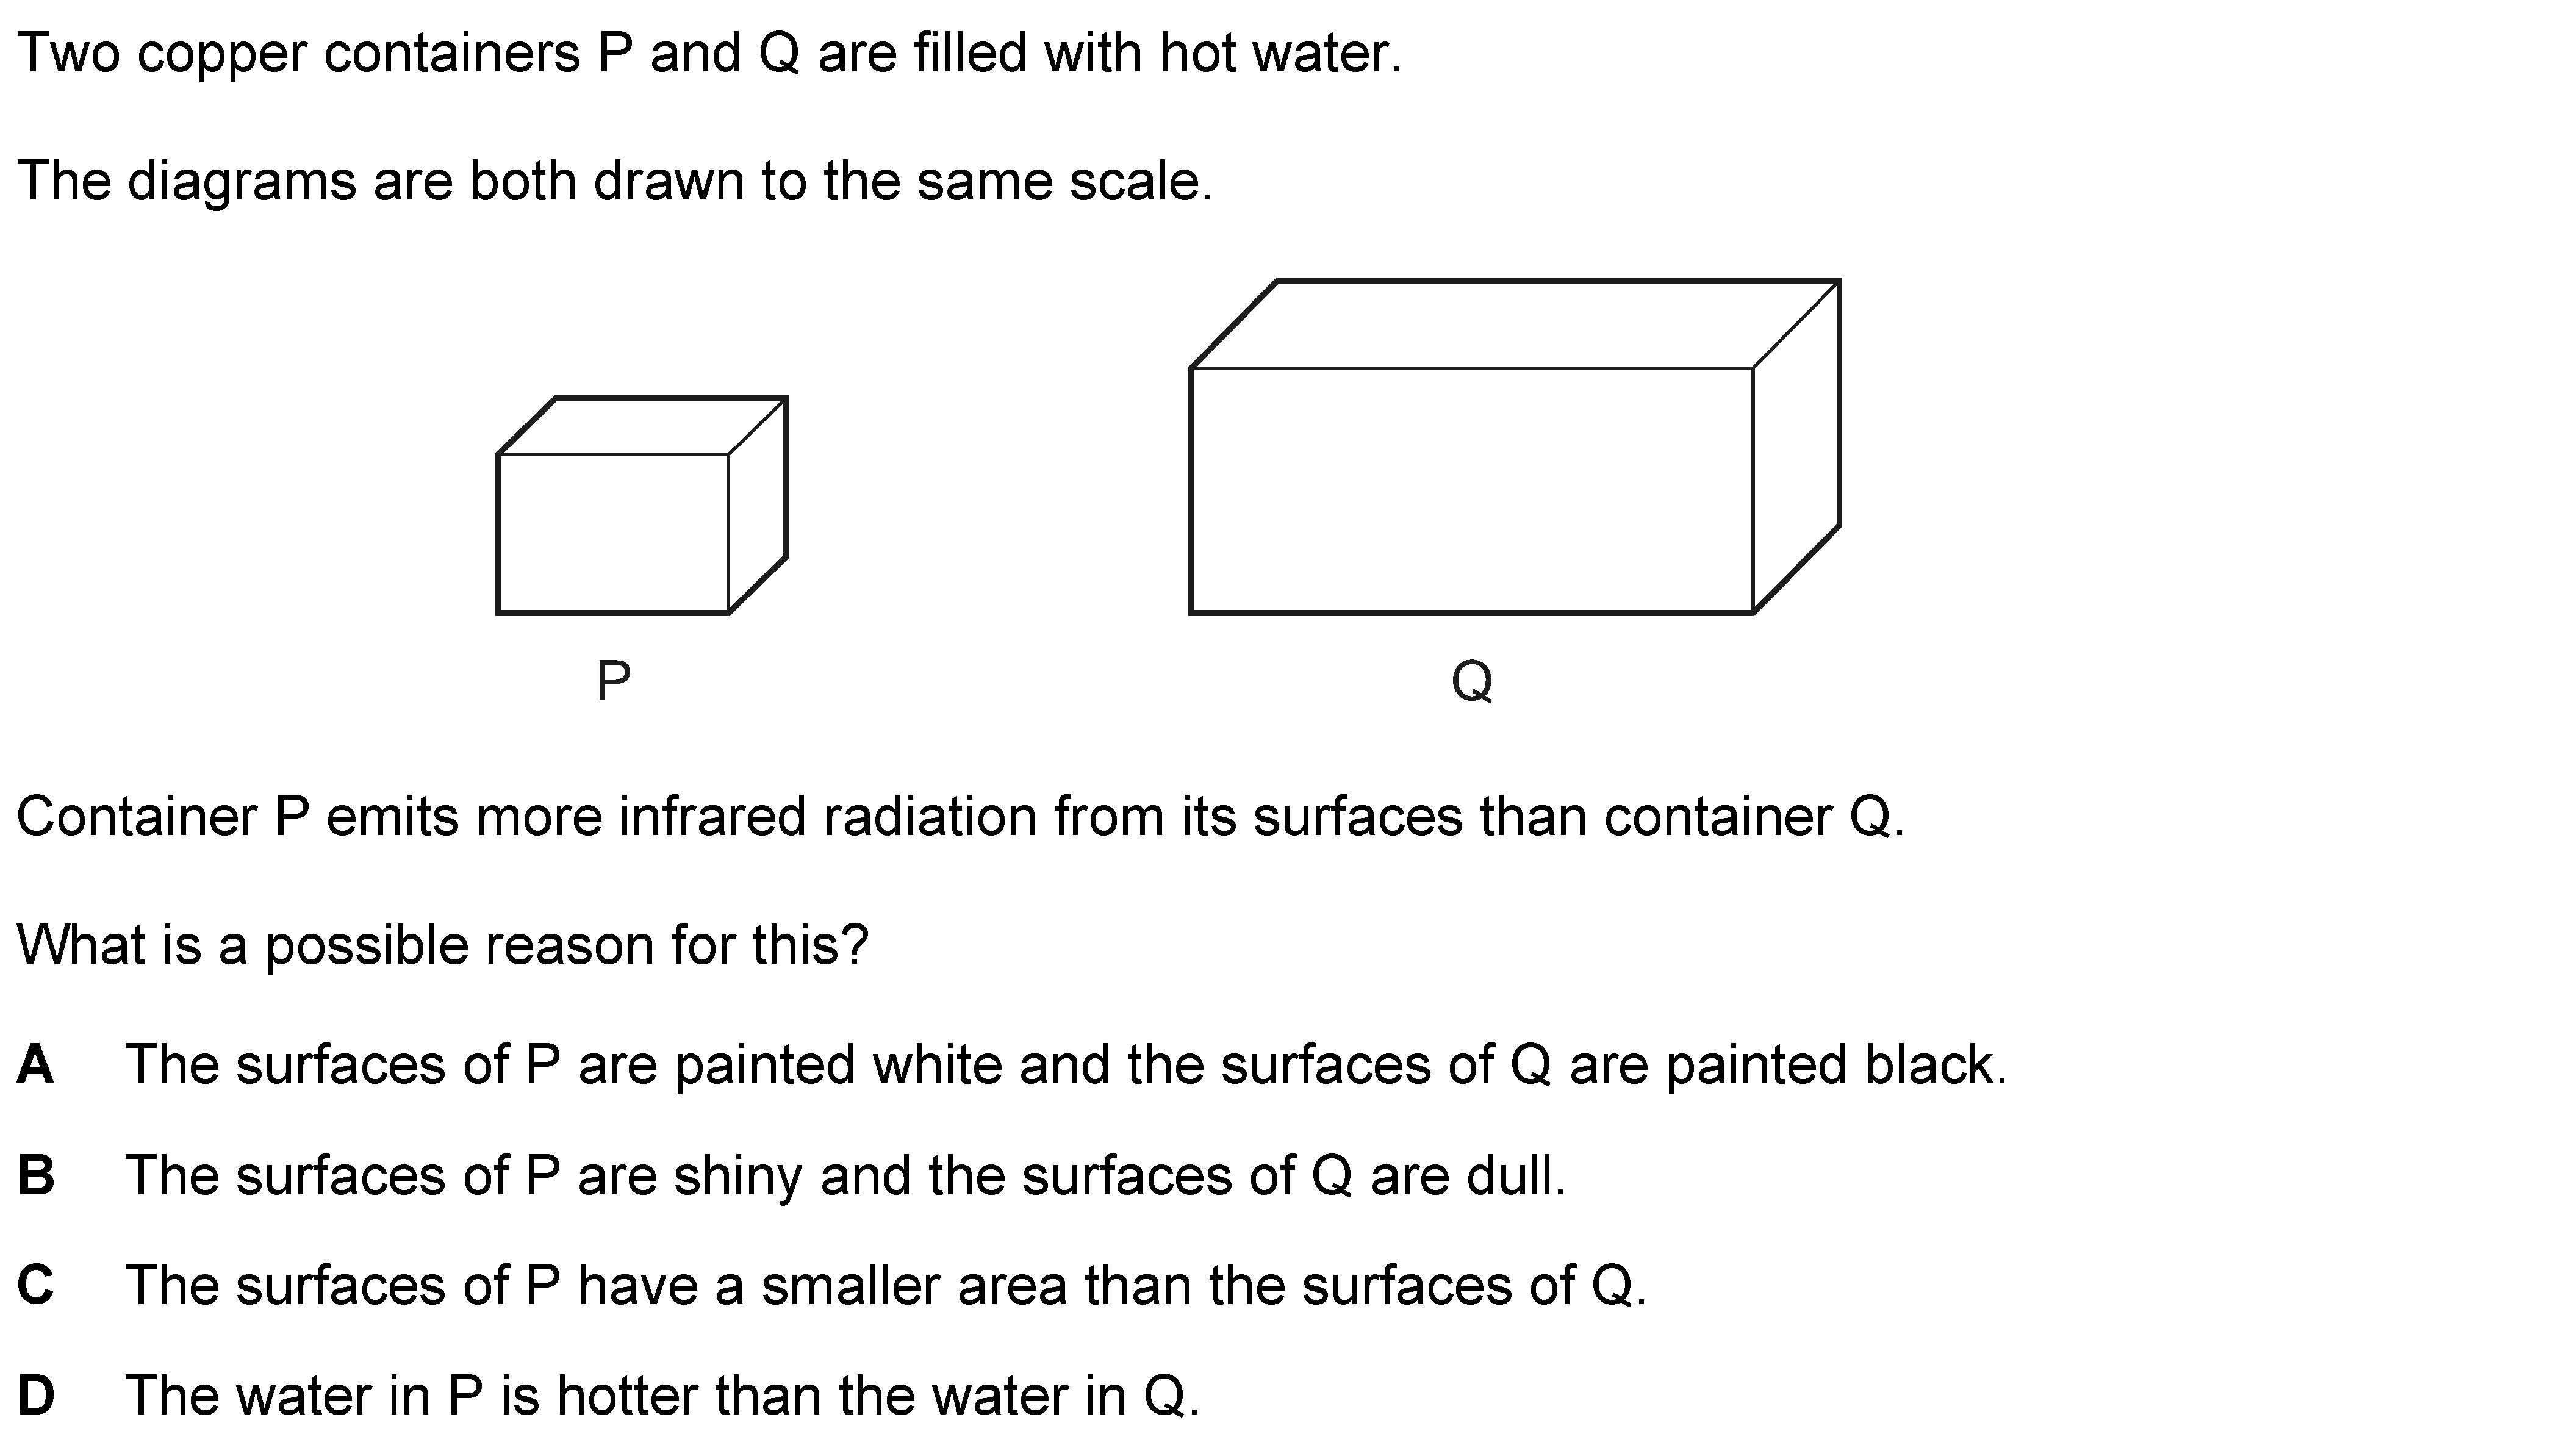 Two copper containers P and Q are filled with hot water.
The diagrams are both drawn to the same scale.
P
Q
Container P emits more infrared radiation from its surfaces than container Q.
What is a possible reason for this?
A The surfaces of P are painted white and the surfaces of Q are painted black.
B The surfaces of P are shiny and the surfaces of Q are dull.
C The surfaces of P have a smaller area than the surfaces of Q.
D The water in P is hotter than the water in Q.